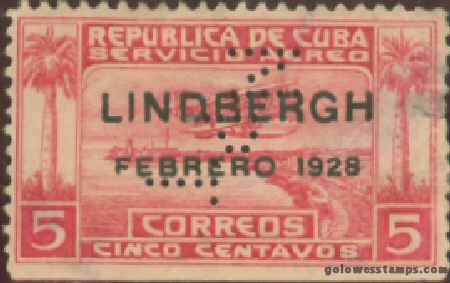 REPUBLICA DE CUBA
SERVICIO AEREO
LINDBERGH
FEBRERO 1928
CORREOS
5 5
CINCO CENTAVOS
golowesstamps.com